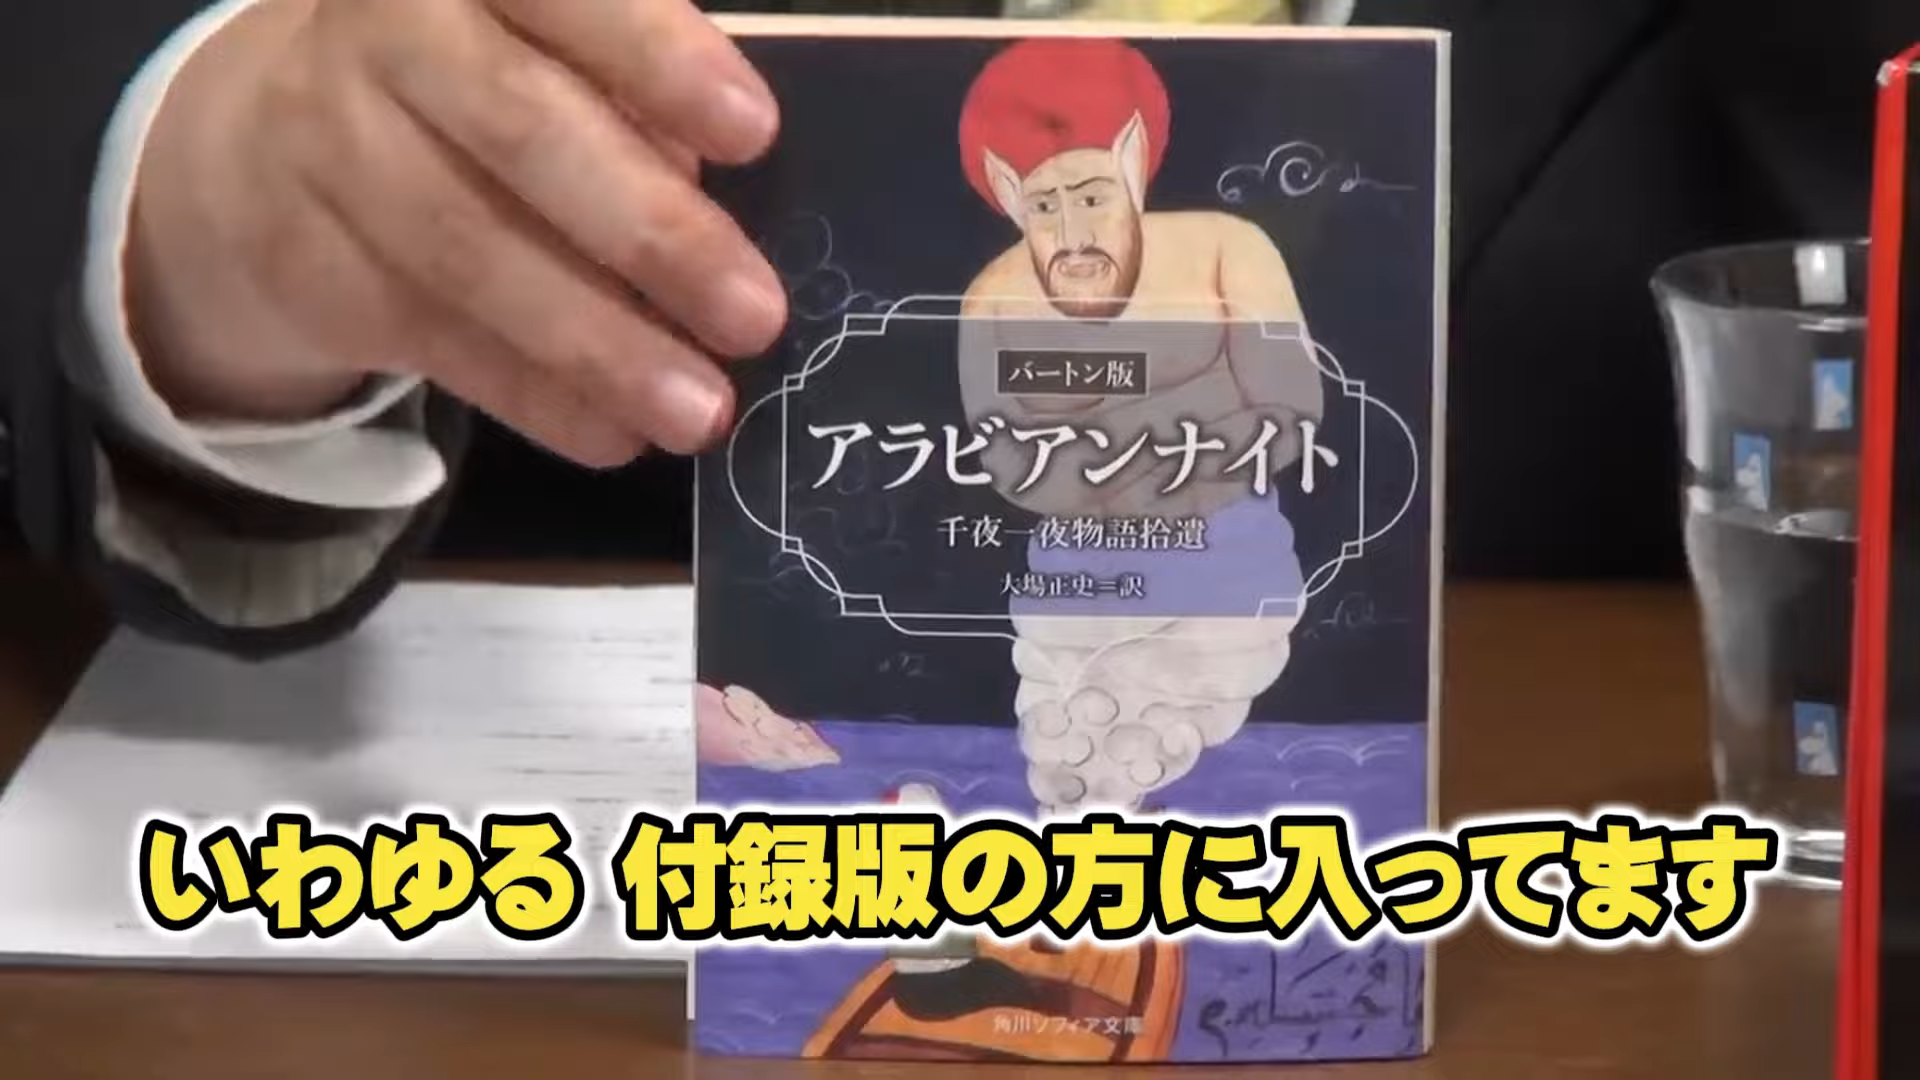 バートン版
アラビアンナイト
千夜一夜物語拾遺
大場正史=訳
いわゆる 付録版の方に入ってます
角川ソフィア文庫